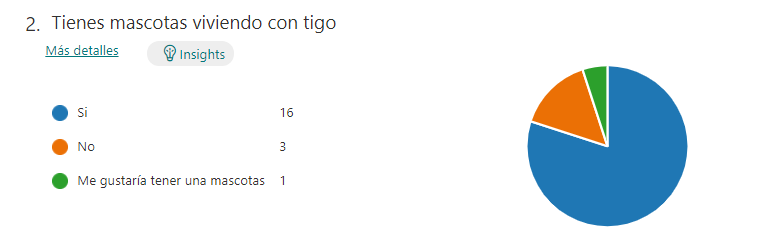 2. Tienes mascotas viviendo con tigo
Más detalles
Insights
Si 16
No 3
Me gustaría tener una mascotas 1